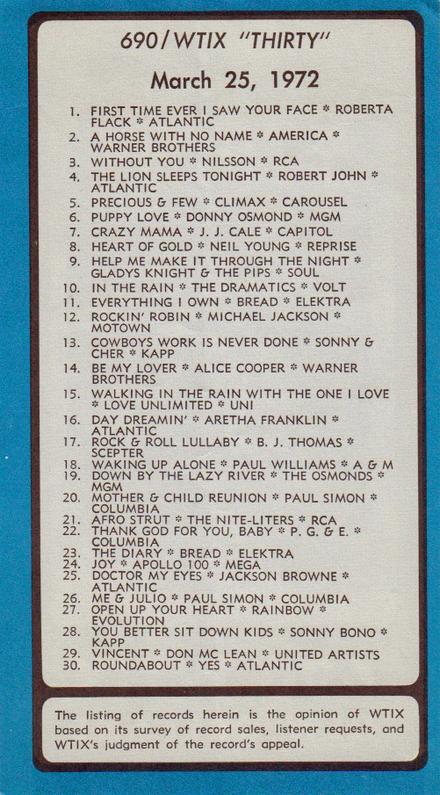 690/WTIX "THIRTY"
March 25, 1972
1. FIRST TIME EVER I SAW YOUR FACE * ROBERTA
FLACK * ATLANTIC
2. A HORSE WITH NO NAME * AMERICA *
WARNER BROTHERS
3. WITHOUT YOU * NILSSON * RCA
4. THE LION SLEEPS TONIGHT * ROBERT JOHN *
ATLANTIC
5. PRECIOUS & FEW * CLIMAX * CAROUSEL
6. PUPPY LOVE * DONNY OSMOND * MGM
7. CRAZY MAMA * J. J. CALE * CAPITOL
8. HEART OF GOLD * NEIL YOUNG * REPRISE
9. HELP ME MAKE IT THROUGH THE NIGHT *
GLADYS KNIGHT & THE PIPS * SOUL
10. IN THE RAIN * THE DRAMATICS * VOLT
11. EVERYTHING I OWN * BREAD * ELEKTRA
12. ROCKIN' ROBIN * MICHAEL JACKSON *
MOTOWN
13. COWBOYS WORK IS NEVER DONE * SONNY &
CHER * KAPP
14. BE MY LOVER * ALICE COOPER * WARNER
BROTHERS
15. WALKING IN THE RAIN WITH THE ONE I LOVE
* LOVE UNLIMITED * UNI
16. DAY DREAMIN' * ARETHA FRANKLIN *
ATLANTIC
17. ROCK & ROLL LULLABY * B. J. THOMAS *
SCEPTER
18. WAKING UP ALONE * PAUL WILLIAMS * A & M
19. DOWN BY THE LAZY RIVER * THE OSMONDS *
MGM
20. MOTHER & CHILD REUNION * PAUL SIMON *
COLUMBIA
21. AFRO STRUT * THE NITE-LITERS * RCA
22. THANK GOD FOR YOU, BABY * P. G. & E. *
COLUMBIA
23. THE DIARY * BREAD * ELEKTRA
24. JOY * APOLLO 100 * MEGA
25. DOCTOR MY EYES * JACKSON BROWNE *
ATLANTIC
26. ME & JULIO * PAUL SIMON * COLUMBIA
27. OPEN UP YOUR HEART * RAINBOW *
EVOLUTION
28. YOU BETTER SIT DOWN KIDS * SONNY BONO *
KAPP
29. VINCENT * DON MC LEAN * UNITED ARTISTS
30. ROUNDABOUT * YES * ATLANTIC
The listing of records herein is the opinion of WTIX
based on its survey of record sales, listener requests, and
WTIX's judgment of the record's appeal.